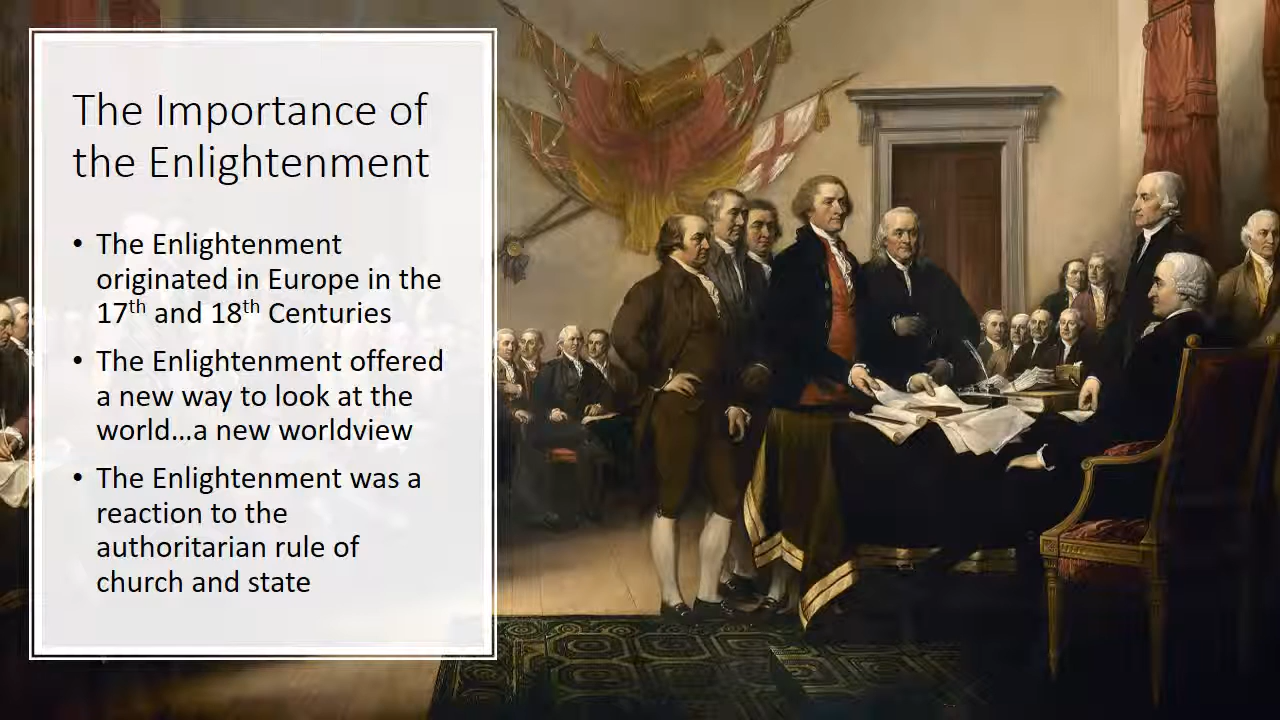 The Importance of
the Enlightenment
• The Enlightenment
originated in Europe in the
17th and 18th Centuries
• The Enlightenment offered
a new way to look at the
world…a new worldview
• The Enlightenment was a
reaction to the
authoritarian rule of
church and state